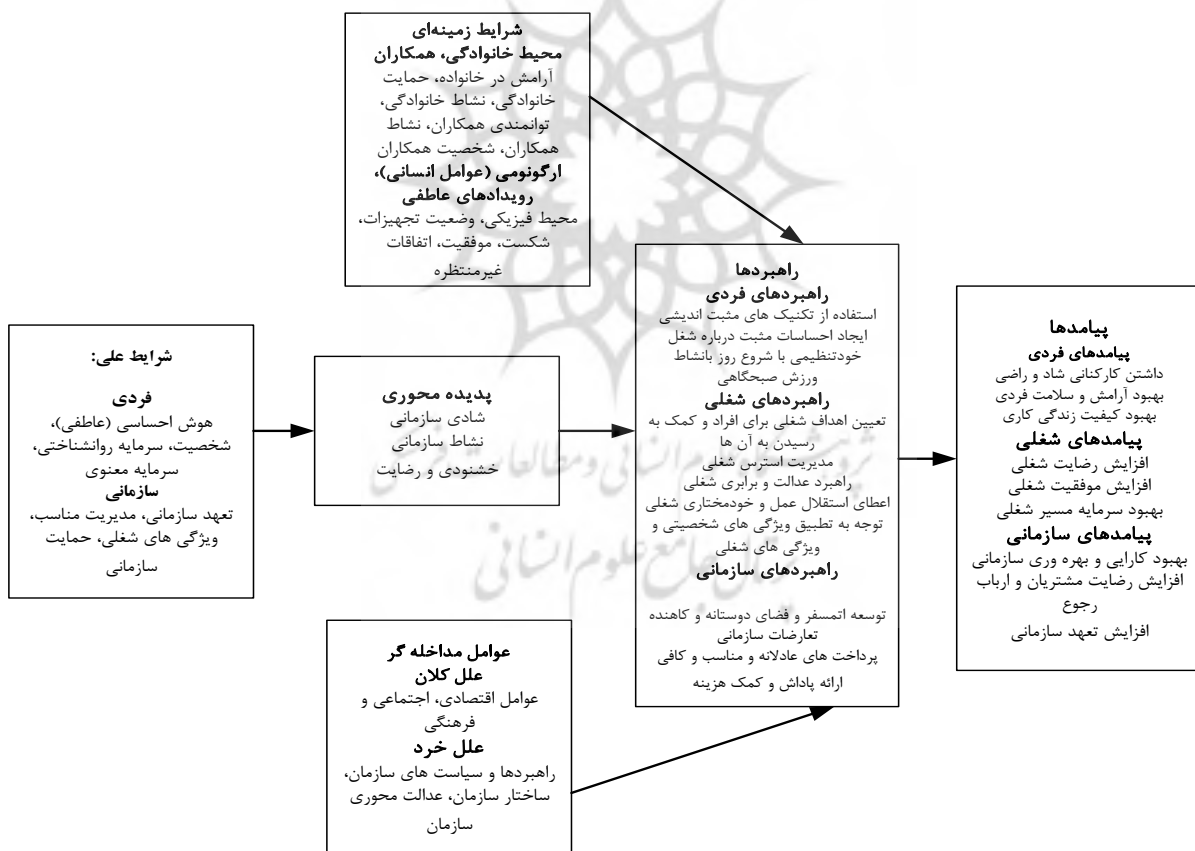 شرایط زمینه‌ای
محیط خانوادگی، همکاران
آرامش در خانواده، حمایت
خانوادگی، نشاط خانوادگی،
توانمندی همکاران، نشاط
همکاران، شخصیت همکاران
ارگونومی (عوامل انسانی)،
رویدادهای عاطفی
محیط فیزیکی، وضعیت تجهیزات،
شکست، موفقیت، اتفاقات
غیرمنتظره
شرایط علی:
فردی
هوش احساسی (عاطفی)،
شخصیت، سرمایه روانشناختی،
سرمایه معنوی
سازمانی
تعهد سازمانی، مدیریت مناسب،
ویژگی های شغلی، حمایت
سازمانی
پدیده محوری
شادی سازمانی
نشاط سازمانی
خشنودی و رضایت
عوامل مداخله گر
علل کلان
عوامل اقتصادی، اجتماعی و
فرهنگی
علل خرد
راهبردها و سیاست های سازمان،
ساختار سازمان، عدالت محوری
سازمان
راهبردها
راهبردهای فردی
استفاده از تکنیک های مثبت اندیشی
ایجاد احساسات مثبت درباره شغل
خودتنظیمی با شروع روز بانشاط
ورزش صبحگاهی
راهبردهای شغلی
تعیین اهداف شغلی برای افراد و کمک به
رسیدن به آن ها
مدیریت استرس شغلی
راهبرد عدالت و برابری شغلی
اعطای استقلال عمل و خودمختاری شغلی
توجه به تطبیق ویژگی های شخصیتی و
ویژگی های شغلی
راهبردهای سازمانی
توسعه اتمسفر و فضای دوستانه و کاهنده
تعارضات سازمانی
پرداخت های عادلانه و مناسب و کافی
ارائه پاداش و کمک هزینه
پیامدها
پیامدهای فردی
داشتن کارکنانی شاد و راضی
بهبود آرامش و سلامت فردی
بهبود کیفیت زندگی کاری
پیامدهای شغلی
افزایش رضایت شغلی
افزایش موفقیت شغلی
بهبود سرمایه مسیر شغلی
پیامدهای سازمانی
بهبود کارایی و بهره وری سازمانی
افزایش رضایت مشتریان و ارباب
رجوع
افزایش تعهد سازمانی
پژوهشگاه علوم انسانی و مطالعات فرهنگی
پرتال جامع علوم انسانی